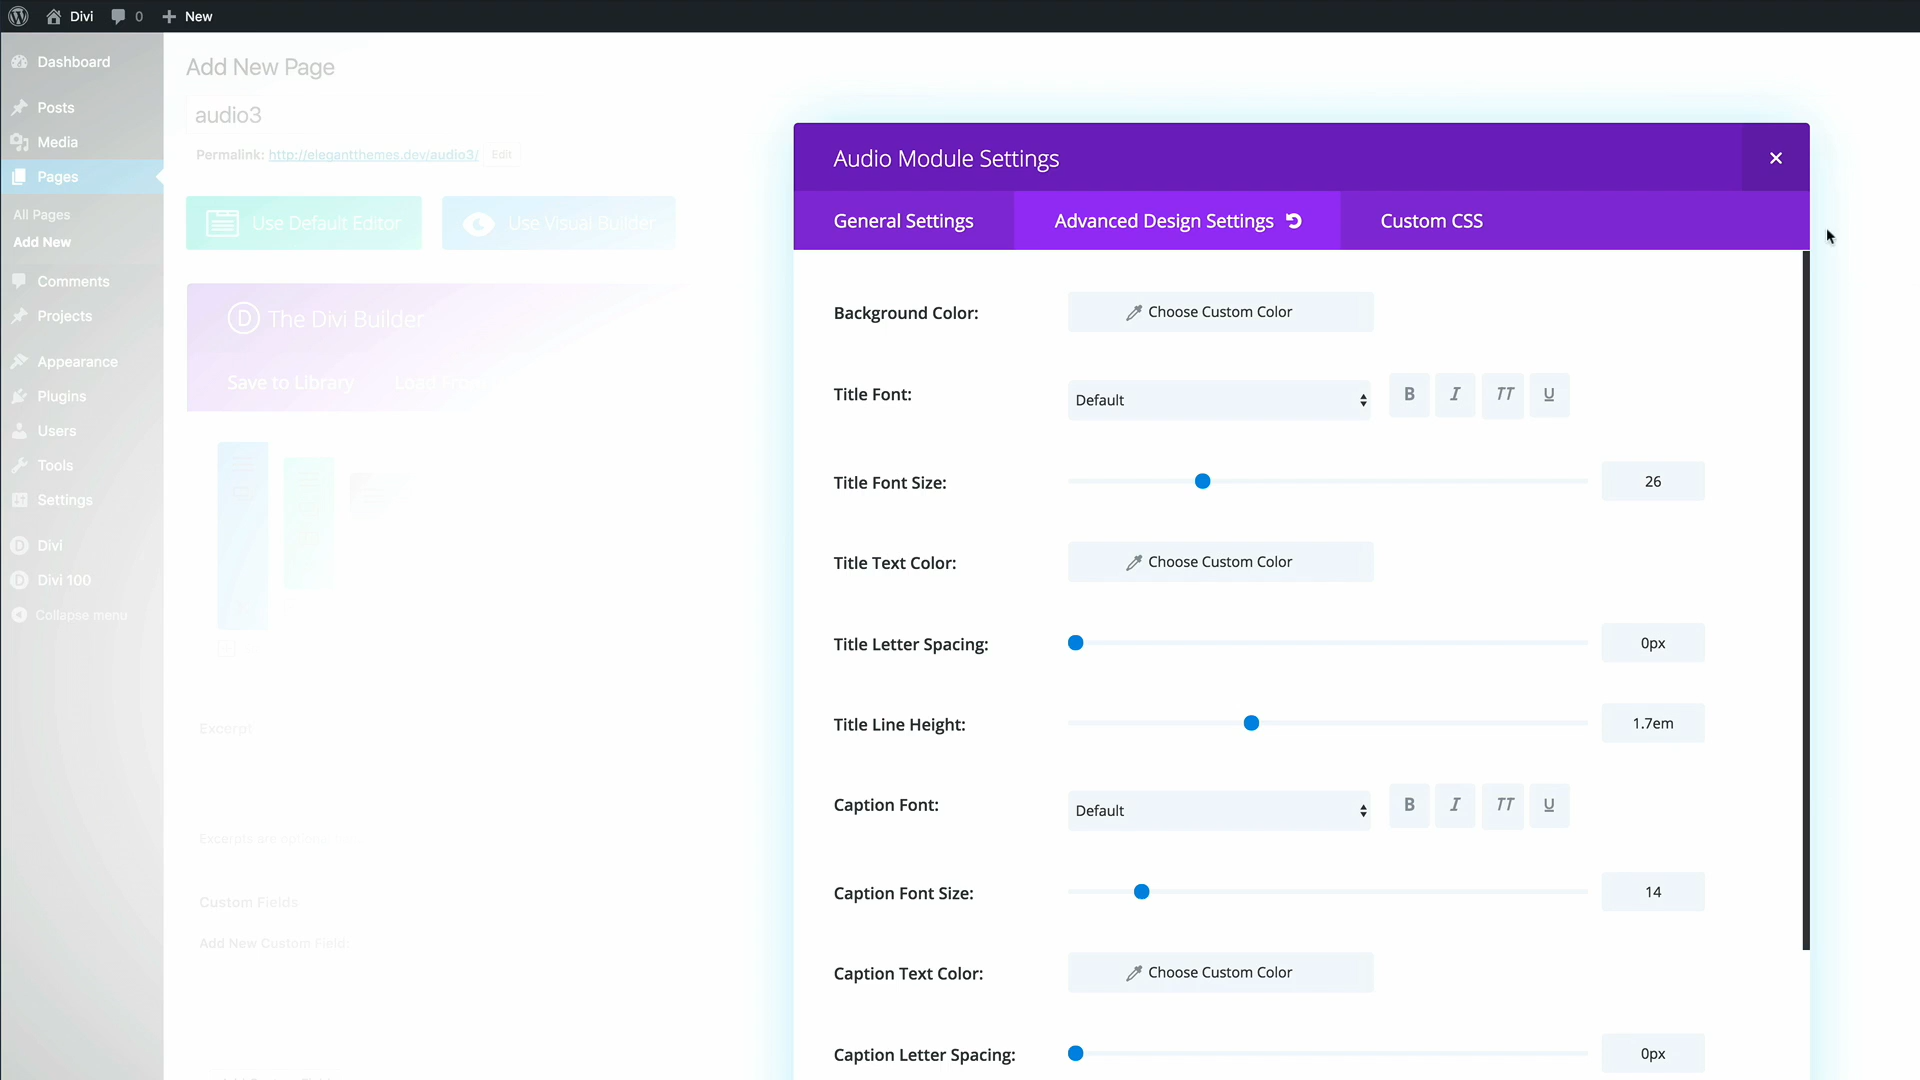 Divi
0
New
Dashboard
Posts
Media
Pages
All Pages
Add New
Comments
Projects
Appearance
Plugins
Users
Tools
Settings
Divi
Divi 100
Collapse menu
Add New Page
audio3
Permalink: http://elegantthemes.dev/audio3/ Edit
Use Default Editor
Use Visual Builder
The Divi Builder
Save to Library
Load From
Excerpt
Excerpts are
Custom Fields
Add New Custom Field:
Audio Module Settings
General Settings
Advanced Design Settings
Custom CSS
Background Color:
Choose Custom Color
Title Font:
Default
B I TT U
Title Font Size:
26
Title Text Color:
Choose Custom Color
Title Letter Spacing:
0px
Title Line Height:
1.7em
Caption Font:
Default
B I TT U
Caption Font Size:
14
Caption Text Color:
Choose Custom Color
Caption Letter Spacing:
0px